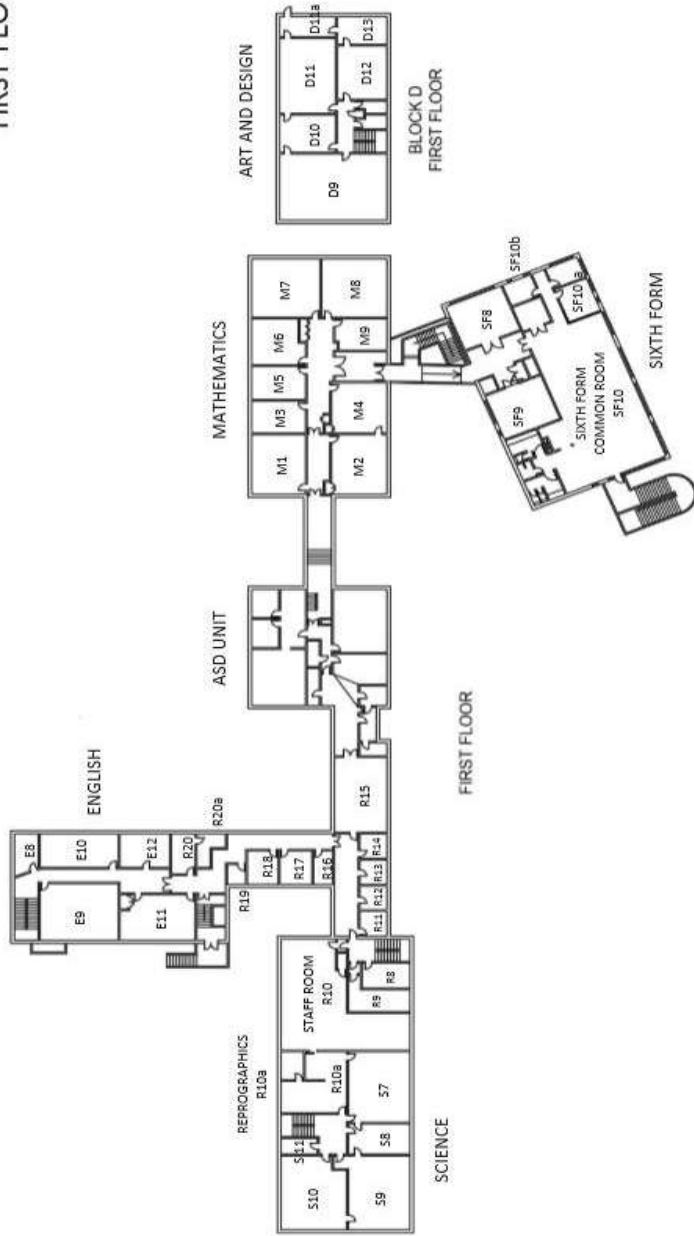 FIRST FLO
SCIENCE
S10
S11
S9
S8
S7
REPROGRAPHICS
R10a
R10a
STAFF ROOM
R10
R9
R8
ENGLISH
E8
E9
E10
E11
E12
R20
R20a
R19
R18
R17
R16
R11
R12
R13
R14
R15
FIRST FLOOR
ASD UNIT
MATHEMATICS
M1
M3
M5
M6
M7
M2
M4
M9
M8
SIXTH FORM
SF9
SF8
SF10b
SF10a
SIXTH FORM
COMMON ROOM
SF10
ART AND DESIGN
D9
D10
D11
D11a
D12
D13
BLOCK D
FIRST FLOOR